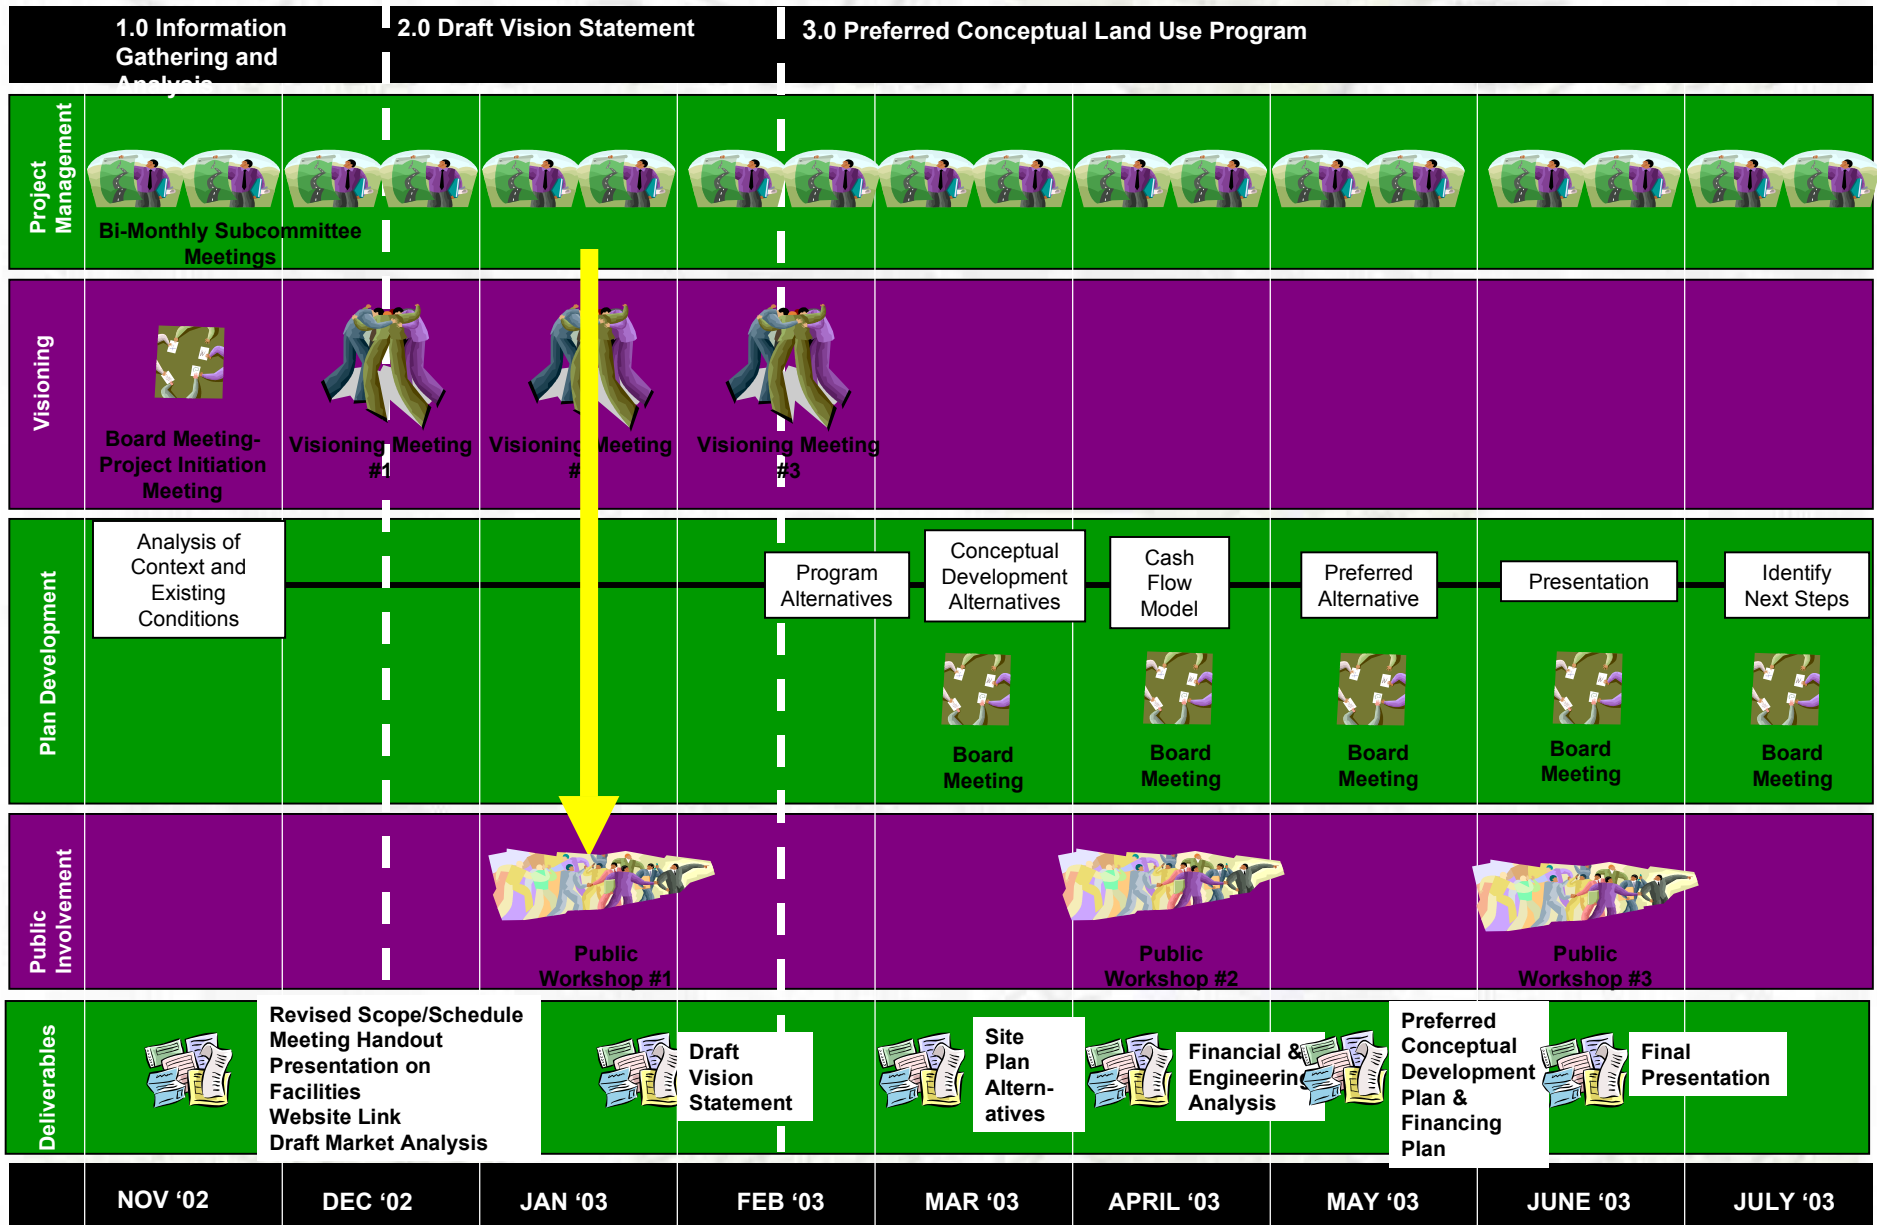 1.0 Information
Gathering and
Analysis
2.0 Draft Vision Statement
3.0 Preferred Conceptual Land Use Program
Project
Management
Bi-Monthly Subcommittee
Meetings
Visioning
Board Meeting-
Project Initiation
Meeting
Visioning Meeting
#1
Visioning Meeting
#
Visioning Meeting
#3
Plan Development
Analysis of
Context and
Existing
Conditions
Program
Alternatives
Conceptual
Development
Alternatives
Cash
Flow
Model
Preferred
Alternative
Presentation
Identify
Next Steps
Board
Meeting
Board
Meeting
Board
Meeting
Board
Meeting
Board
Meeting
Public
Involvement
Public
Workshop #1
Public
Workshop #2
Public
Workshop #3
Deliverables
Revised Scope/Schedule
Meeting Handout
Presentation on
Facilities
Website Link
Draft Market Analysis
Draft
Vision
Statement
Site
Plan
Altern-
atives
Financial &
Engineering
Analysis
Preferred
Conceptual
Development
Plan &
Financing
Plan
Final
Presentation
NOV ‘02
DEC ‘02
JAN ‘03
FEB ‘03
MAR ‘03
APRIL ‘03
MAY ‘03
JUNE ‘03
JULY ‘03